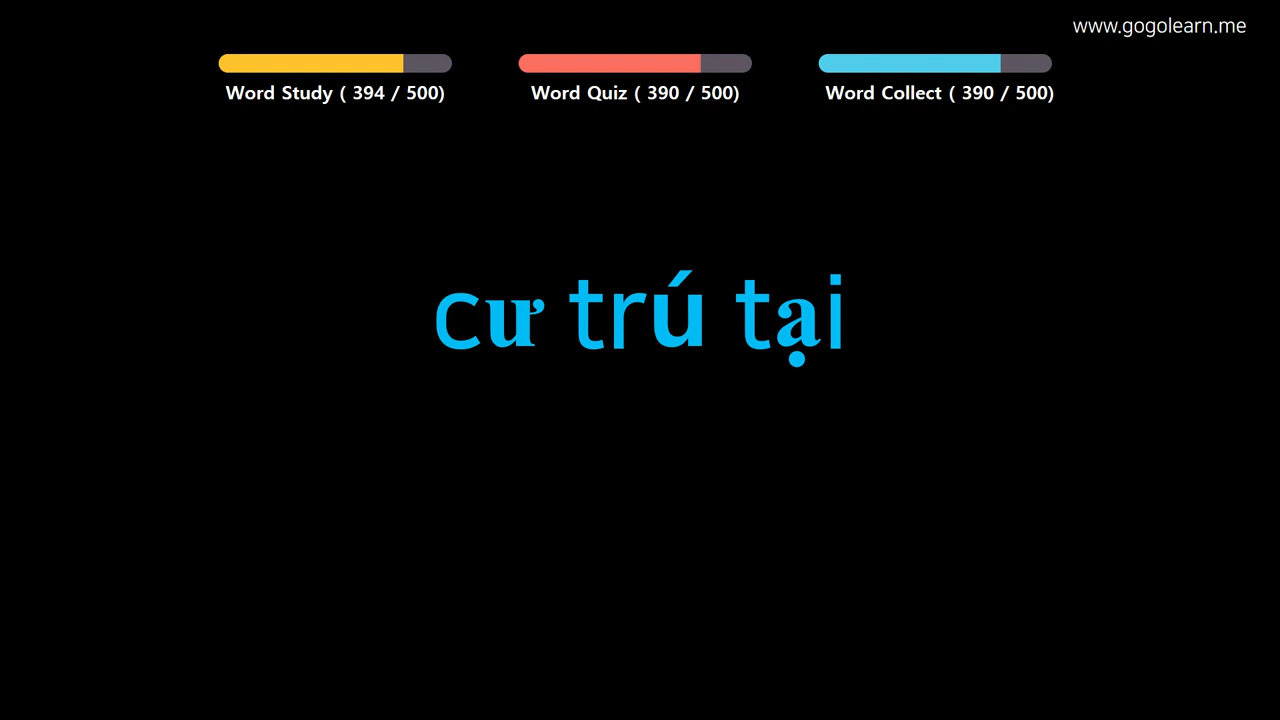 www.gogolearn.me
Word Study ( 394 / 500)
Word Quiz ( 390 / 500)
Word Collect ( 390 / 500)
cư trú tại